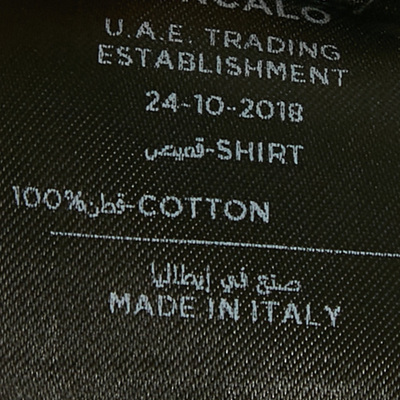 U.A.E. TRADING
ESTABLISHMENT
24-10-2018
قميص-SHIRT
100%قطن-COTTON
صنع في إيطاليا
MADE IN ITALY